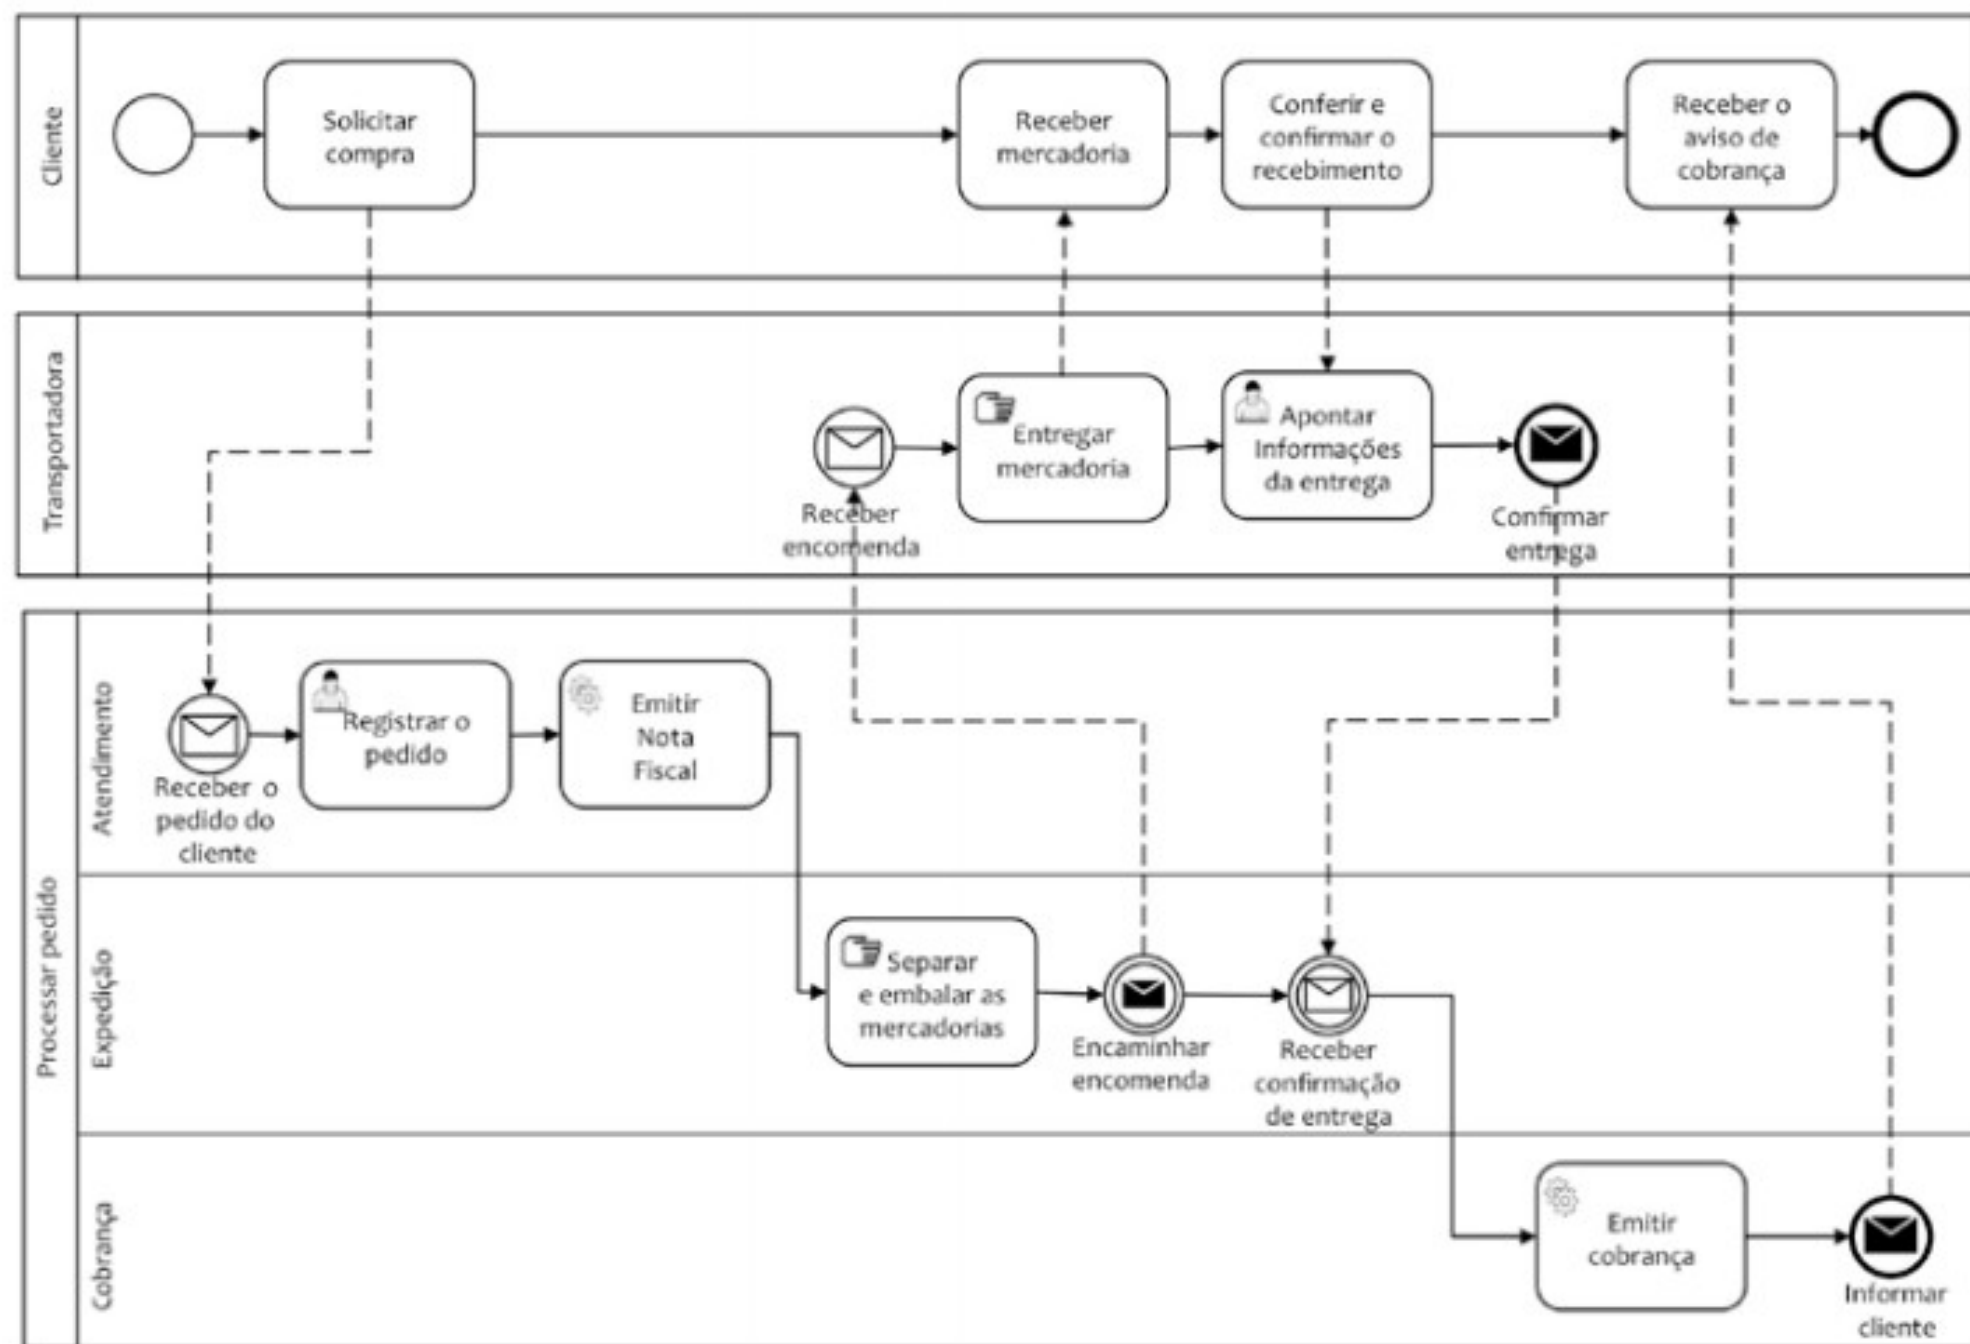 Cliente
Solicitar
compra
Receber
mercadoria
Conferir e
confirmar o
recebimento
Receber o
aviso de
cobrança
Transportadora
Receber
encomenda
Entregar
mercadoria
Apontar
Informações
da entrega
Confirmar
entrega
Processar pedido
Atendimento
Receber o
pedido do
cliente
Registrar o
pedido
Emitir
Nota
Fiscal
Expedição
Separar
e embalar as
mercadorias
Encaminhar
encomenda
Receber
confirmação
de entrega
Cobrança
Emitir
cobrança
Informar
cliente